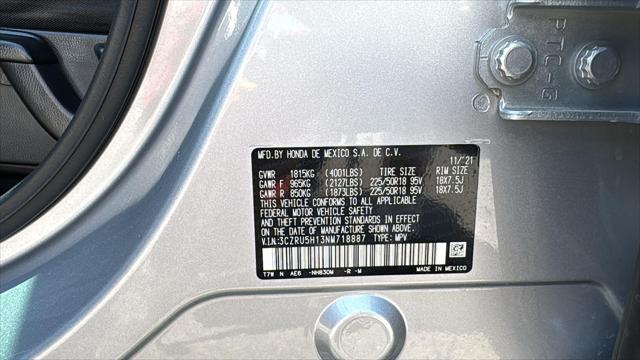 PTC-G
MFD.BY HONDA DE MEXICO S.A. DE C.V. 11/'21
GVWR 1815KG (4001LBS) TIRE SIZE RIM SIZE
GAWR F 965KG (2127LBS) 225/50R18 95V 18X7.5J
GAWR R 850KG (1873LBS) 225/50R18 95V 18X7.5J
THIS VEHICLE CONFORMS TO ALL APPLICABLE
FEDERAL MOTOR VEHICLE SAFETY
AND THEFT PREVENTION STANDARDS IN EFFECT
ON THE DATE OF MANUFACTURE SHOWN ABOVE.
V.I.N:3CZRU5H13NM718887 TYPE: MPV
T7W N AE6 -NH830M -R -M MADE IN MEXICO